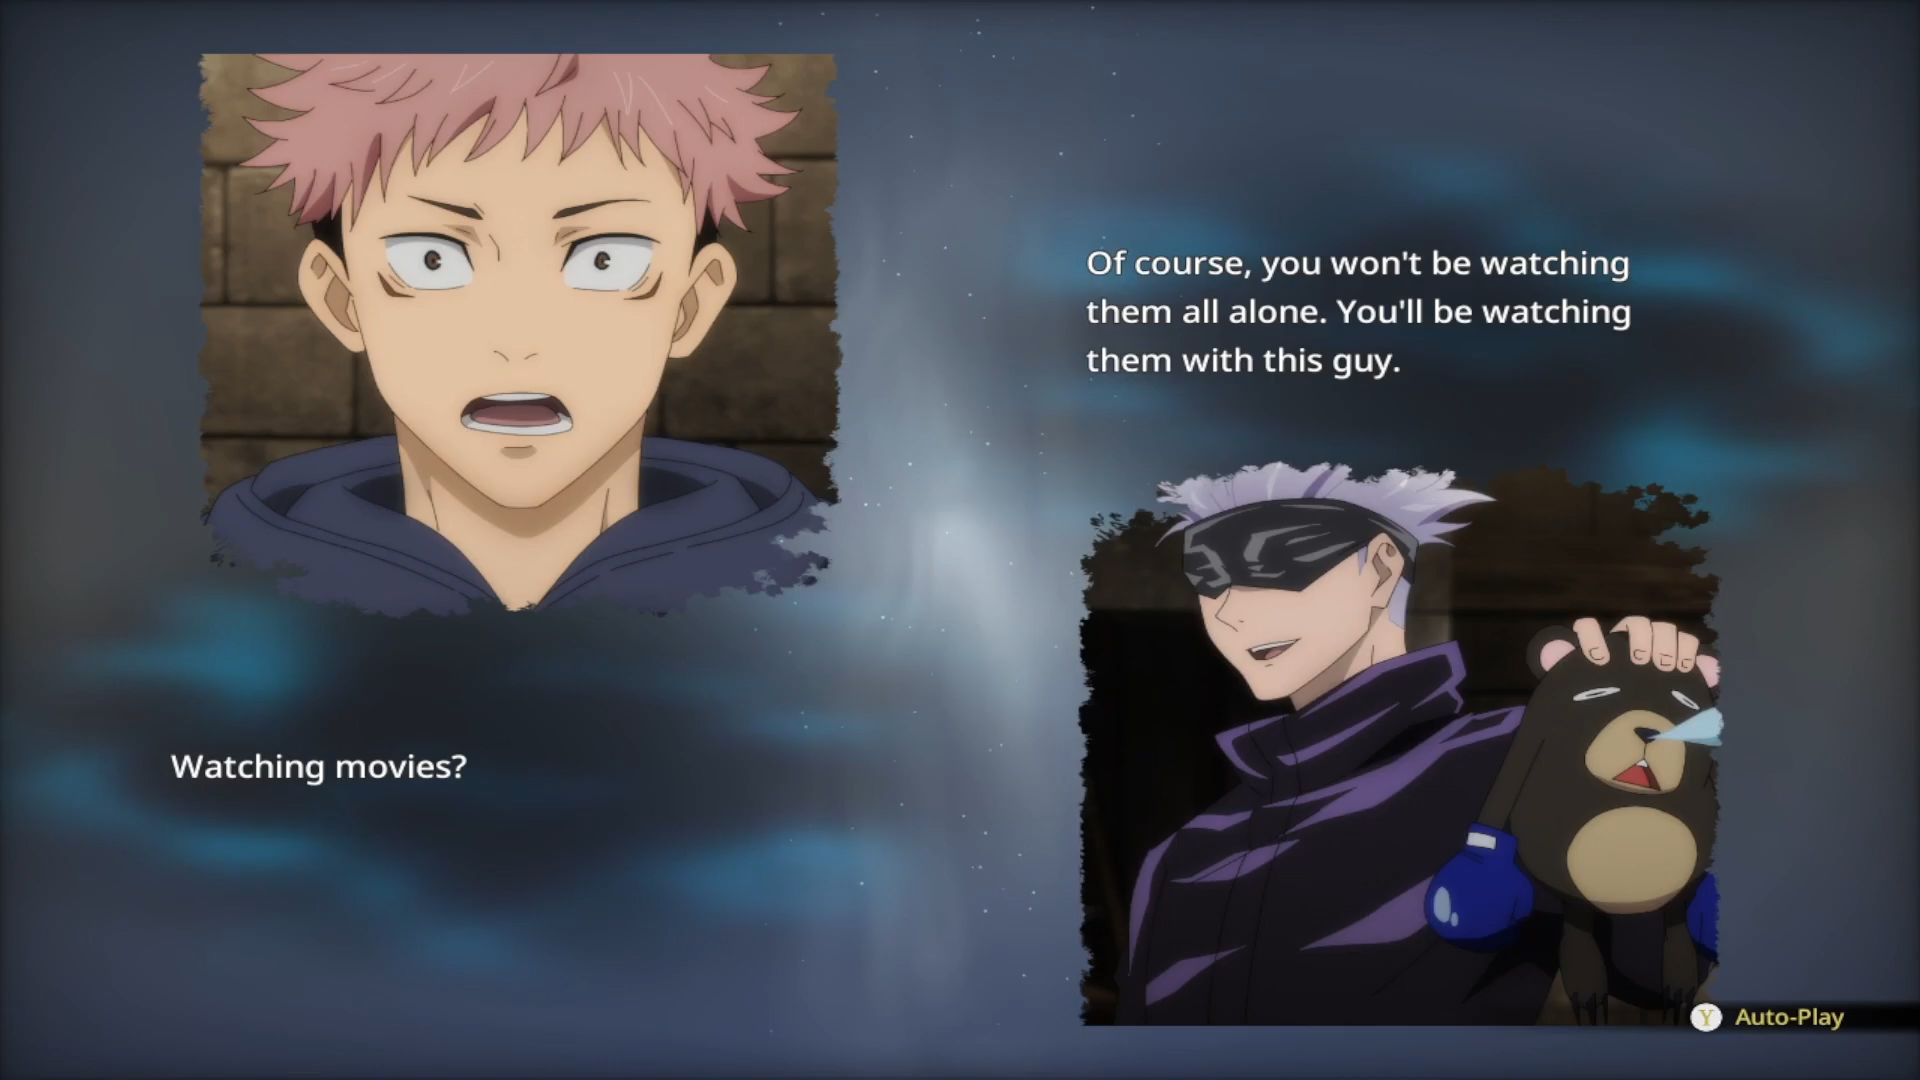 Of course, you won't be watching
them all alone. You'll be watching
them with this guy.
Watching movies?
Y Auto-Play